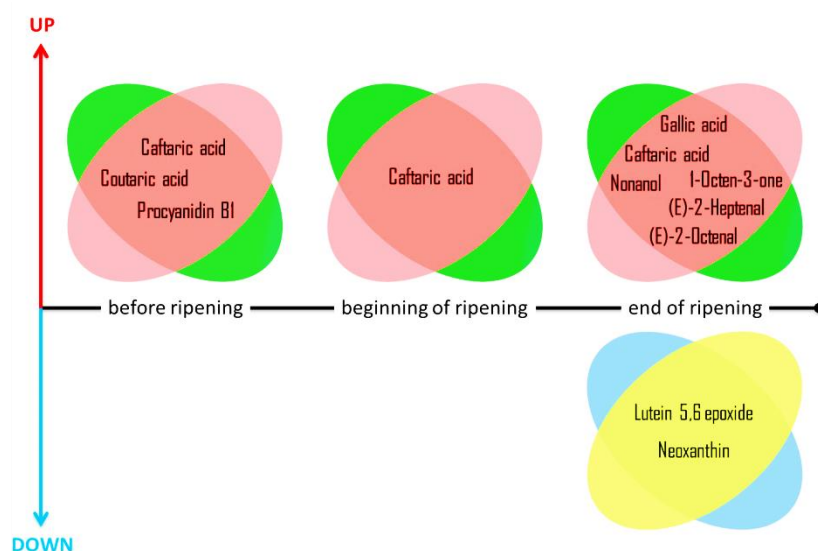 UP
Caftaric acid
Coutaric acid
Procyanidin B1
Caftaric acid
Gallic acid
Caftaric acid
Nonanol 1-Octen-3-one
(E)-2-Heptenal
(E)-2-Octenal
before ripening beginning of ripening end of ripening
Lutein 5,6 epoxide
Neoxanthin
DOWN